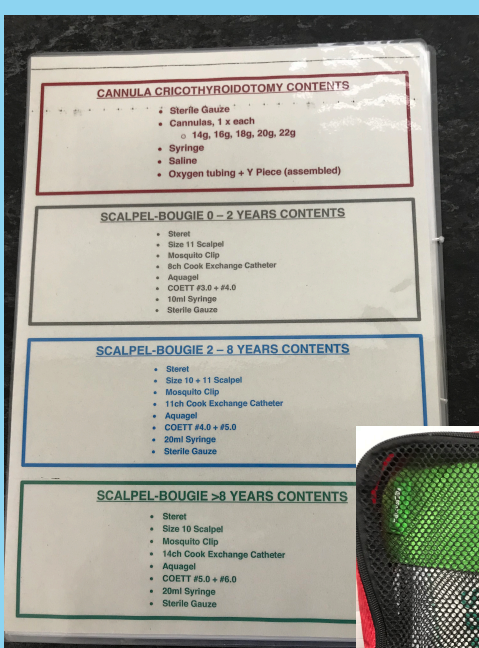 CANNULA CRICOTHYROIDOTOMY CONTENTS
• Sterile Gauze
• Cannulas, 1 x each
o 14g, 16g, 18g, 20g, 22g
• Syringe
• Saline
• Oxygen tubing + Y Piece (assembled)
SCALPEL-BOUGIE 0 – 2 YEARS CONTENTS
• Steret
• Size 11 Scalpel
• Mosquito Clip
• 8ch Cook Exchange Catheter
• Aquagel
• COETT #3.0 + #4.0
• 10ml Syringe
• Sterile Gauze
SCALPEL-BOUGIE 2 – 8 YEARS CONTENTS
• Steret
• Size 10 + 11 Scalpel
• Mosquito Clip
• 11ch Cook Exchange Catheter
• Aquagel
• COETT #4.0 + #5.0
• 20ml Syringe
• Sterile Gauze
SCALPEL-BOUGIE >8 YEARS CONTENTS
• Steret
• Size 10 Scalpel
• Mosquito Clip
• 14ch Cook Exchange Catheter
• Aquagel
• COETT #5.0 + #6.0
• 20ml Syringe
• Sterile Gauze